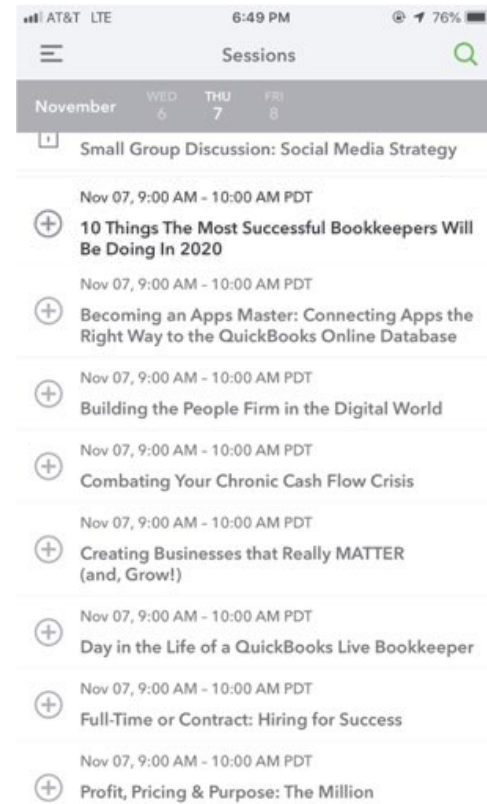 AT&T LTE 6:49 PM 76%
Sessions
November WED 6 THU 7 FRI 8
Small Group Discussion: Social Media Strategy
Nov 07, 9:00 AM – 10:00 AM PDT
10 Things The Most Successful Bookkeepers Will
Be Doing In 2020
Nov 07, 9:00 AM – 10:00 AM PDT
Becoming an Apps Master: Connecting Apps the
Right Way to the QuickBooks Online Database
Nov 07, 9:00 AM – 10:00 AM PDT
Building the People Firm in the Digital World
Nov 07, 9:00 AM – 10:00 AM PDT
Combating Your Chronic Cash Flow Crisis
Nov 07, 9:00 AM – 10:00 AM PDT
Creating Businesses that Really MATTER
(and, Grow!)
Nov 07, 9:00 AM – 10:00 AM PDT
Day in the Life of a QuickBooks Live Bookkeeper
Nov 07, 9:00 AM – 10:00 AM PDT
Full-Time or Contract: Hiring for Success
Nov 07, 9:00 AM – 10:00 AM PDT
Profit, Pricing & Purpose: The Million